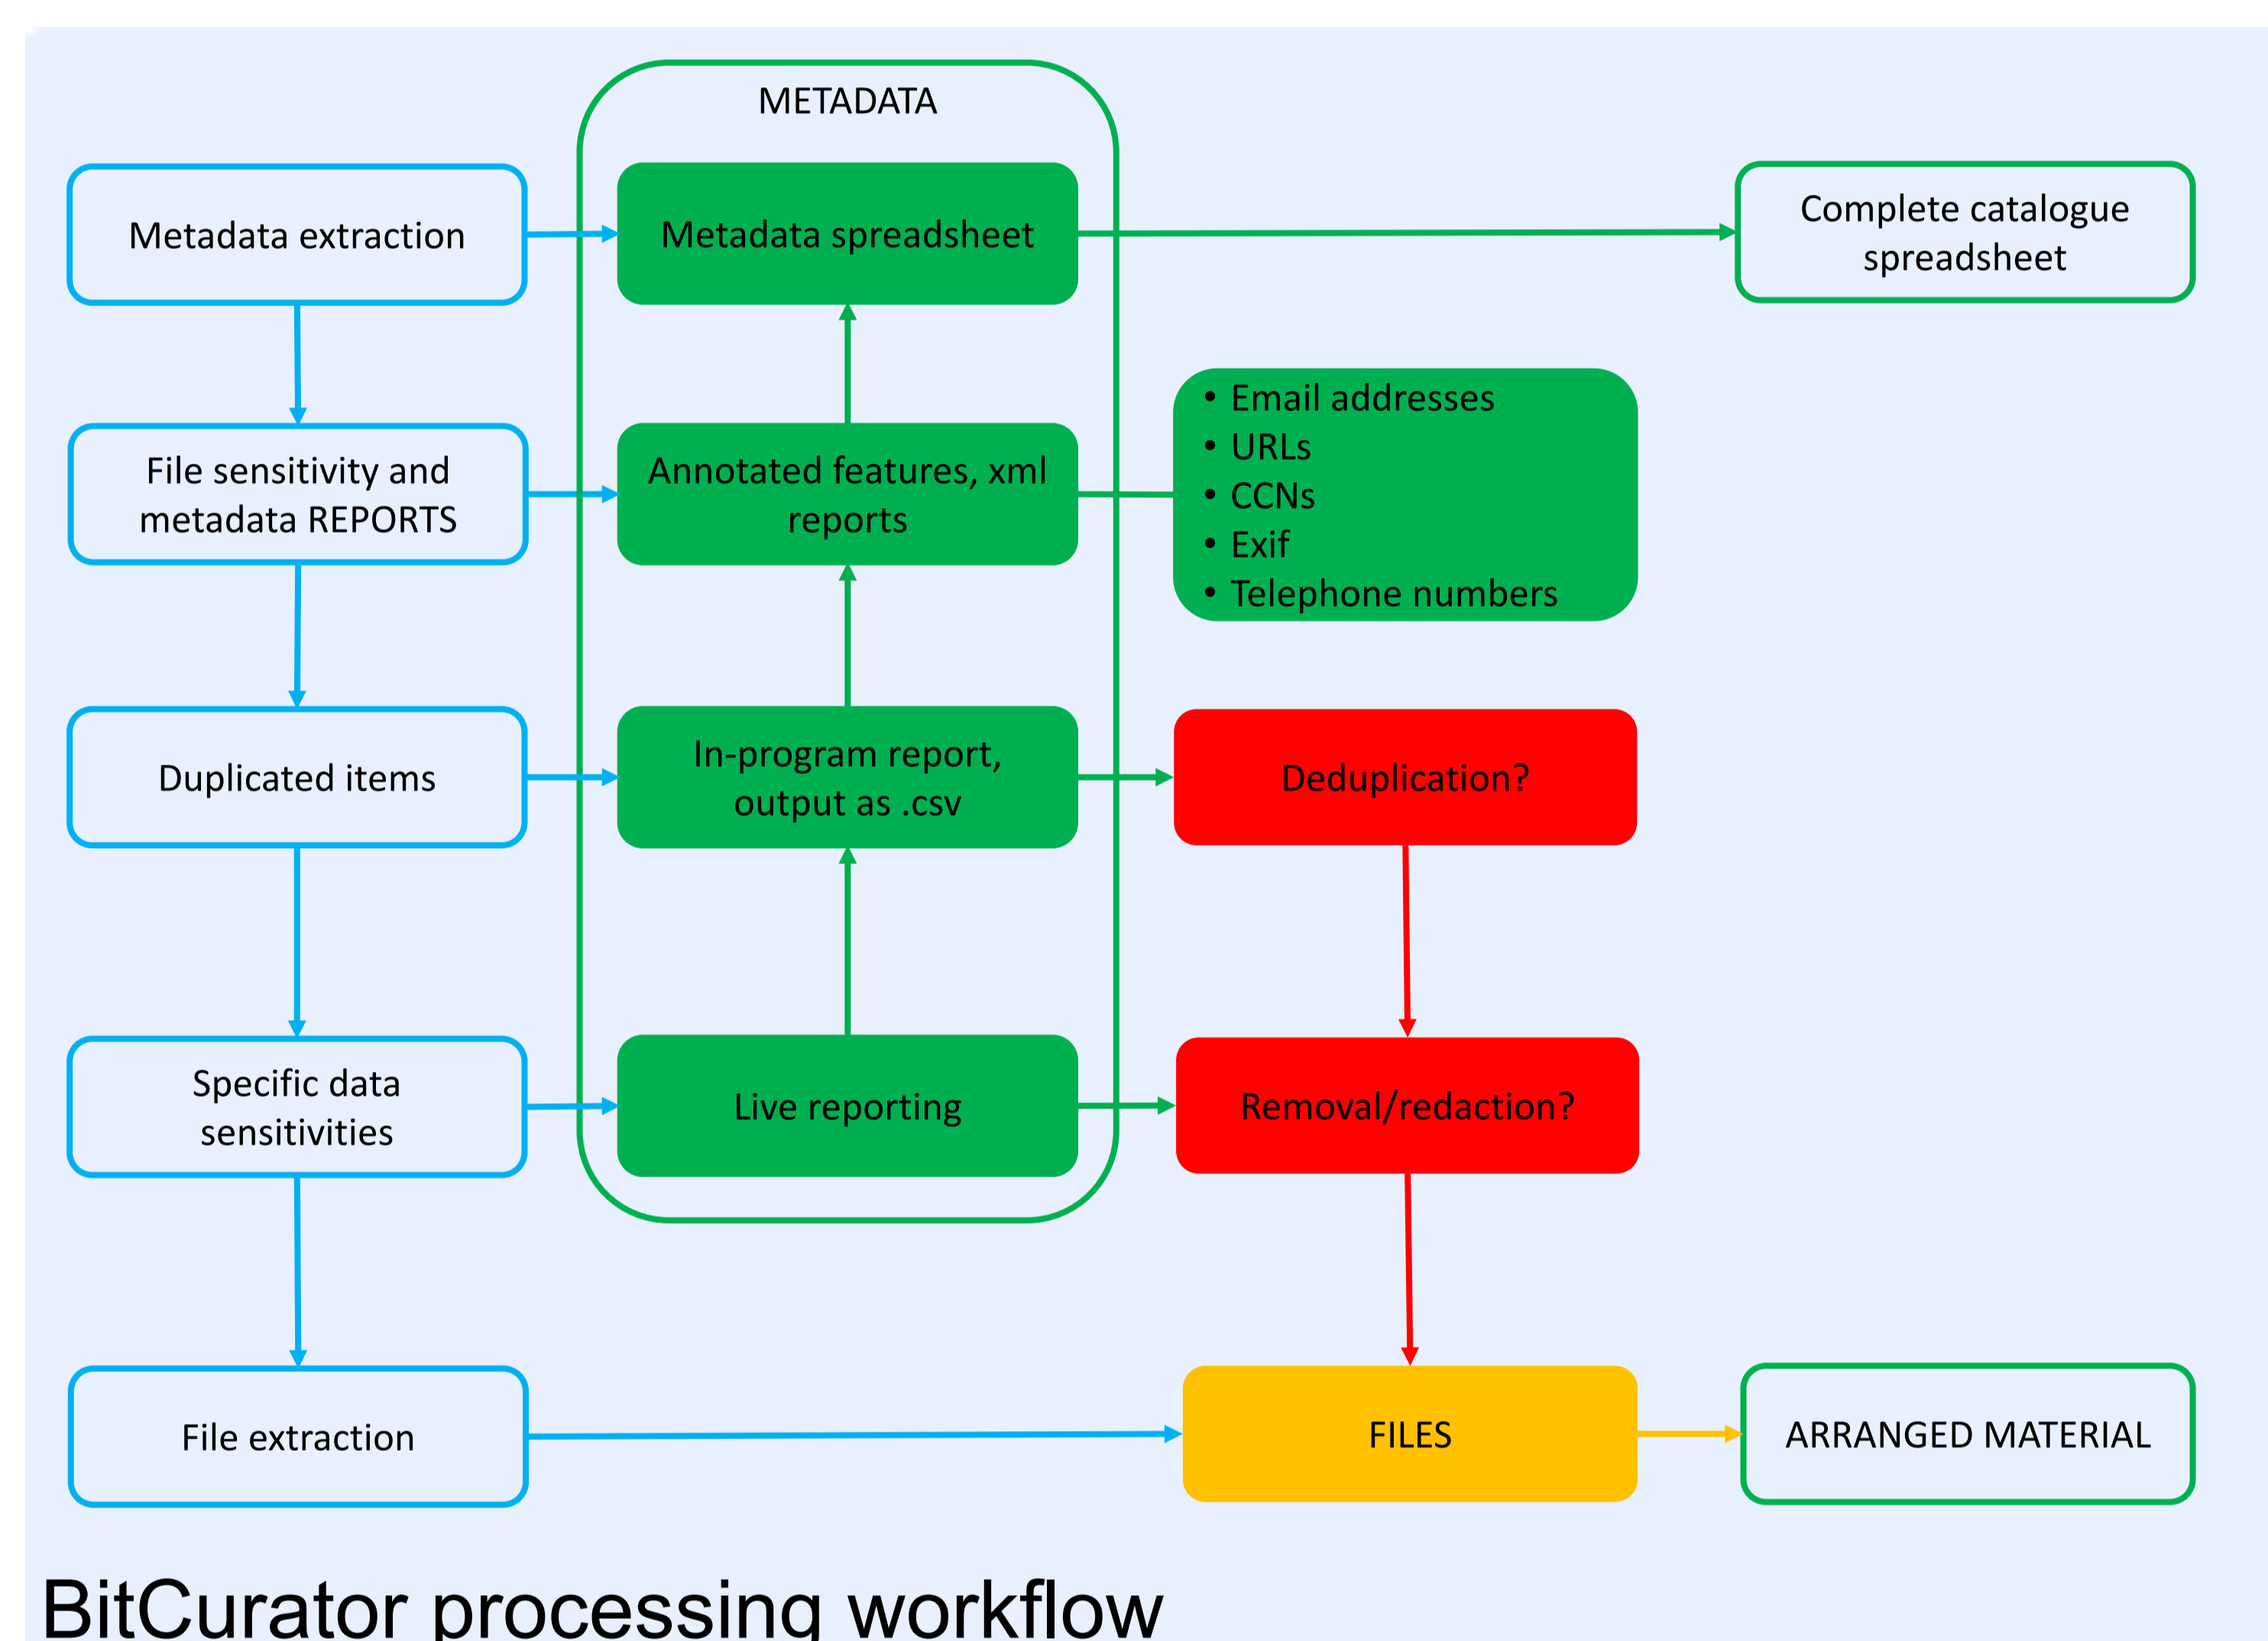 METADATA
Metadata extraction
Metadata spreadsheet
Complete catalogue
spreadsheet
File sensitivity and
metadata REPORTS
Annotated features, xml
reports
• Email addresses
• URLs
• CCNs
• Exif
• Telephone numbers
Duplicated items
In-program report,
output as .csv
Deduplication?
Specific data
sensitivities
Live reporting
Removal/redaction?
File extraction
FILES
ARRANGED MATERIAL
BitCurator processing workflow